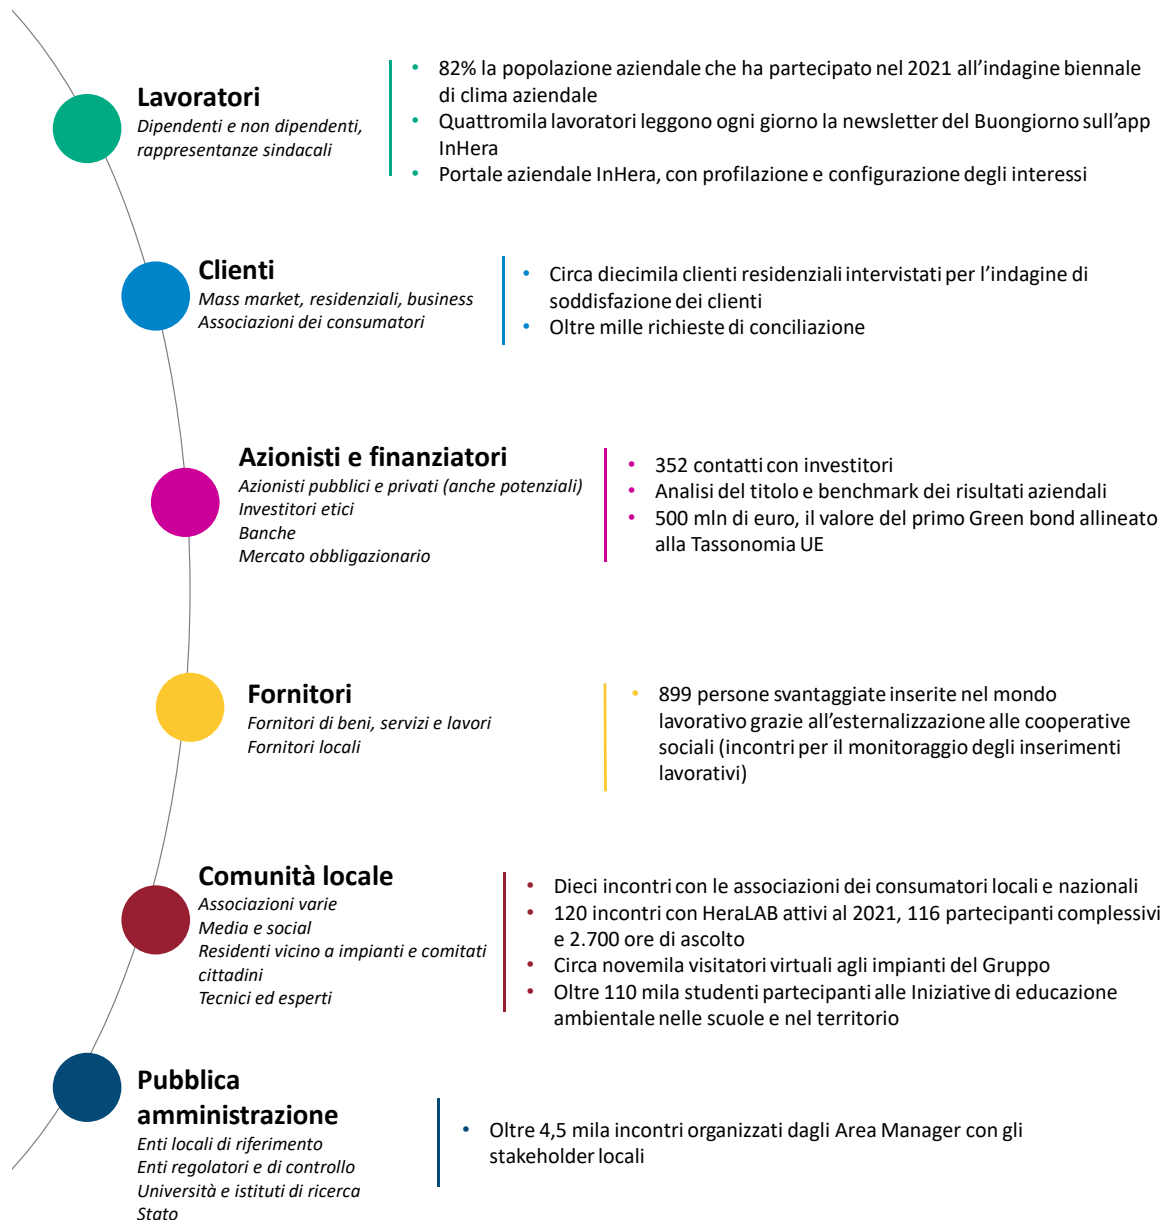 Lavoratori
Dipendenti e non dipendenti,
rappresentanze sindacali
• 82% la popolazione aziendale che ha partecipato nel 2021 all’indagine biennale
di clima aziendale
• Quattromila lavoratori leggono ogni giorno la newsletter del Buongiorno sull’app
InHera
• Portale aziendale InHera, con profilazione e configurazione degli interessi
Clienti
Mass market, residenziali, business
Associazioni dei consumatori
• Circa diecimila clienti residenziali intervistati per l’indagine di
soddisfazione dei clienti
• Oltre mille richieste di conciliazione
Azionisti e finanziatori
Azionisti pubblici e privati (anche potenziali)
Investitori etici
Banche
Mercato obbligazionario
• 352 contatti con investitori
• Analisi del titolo e benchmark dei risultati aziendali
• 500 mln di euro, il valore del primo Green bond allineato
alla Tassonomia UE
Fornitori
Fornitori di beni, servizi e lavori
Fornitori locali
• 899 persone svantaggiate inserite nel mondo
lavorativo grazie all’esternalizzazione alle cooperative
sociali (incontri per il monitoraggio degli inserimenti
lavorativi)
Comunità locale
Associazioni varie
Media e social
Residenti vicino a impianti e comitati
cittadini
Tecnici ed esperti
• Dieci incontri con le associazioni dei consumatori locali e nazionali
• 120 incontri con HeraLAB attivi al 2021, 116 partecipanti complessivi
e 2.700 ore di ascolto
• Circa novemila visitatori virtuali agli impianti del Gruppo
• Oltre 110 mila studenti partecipanti alle Iniziative di educazione
ambientale nelle scuole e nel territorio
Pubblica
amministrazione
Enti locali di riferimento
Enti regolatori e di controllo
Università e istituti di ricerca
Stato
• Oltre 4,5 mila incontri organizzati dagli Area Manager con gli
stakeholder locali